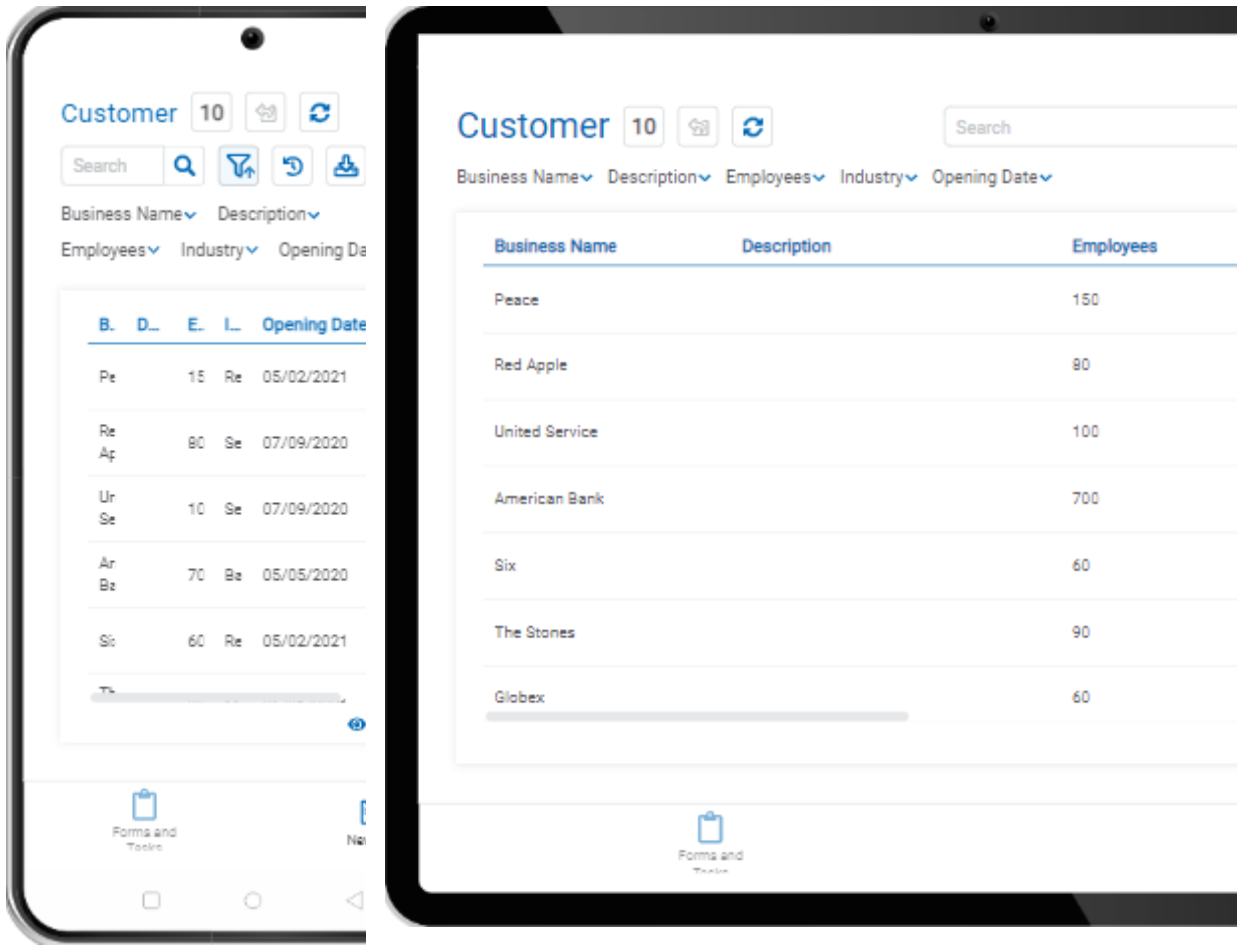 Customer 10
Search
Business Name Description
Employees Industry Opening Da
B.. D... E.. I... Opening Date
Pe 15 Re 05/02/2021
Re
Ap 80 Se 07/09/2020
Ur
Se 10 Se 07/09/2020
Ar
Ba 70 Ba 05/05/2020
Si 60 Re 05/02/2021
Th
Forms and
Tasks
Customer 10
Search
Business Name Description Employees Industry Opening Date
Business Name Description Employees
Peace 150
Red Apple 80
United Service 100
American Bank 700
Six 60
The Stones 90
Globex 60
Forms and
Tasks